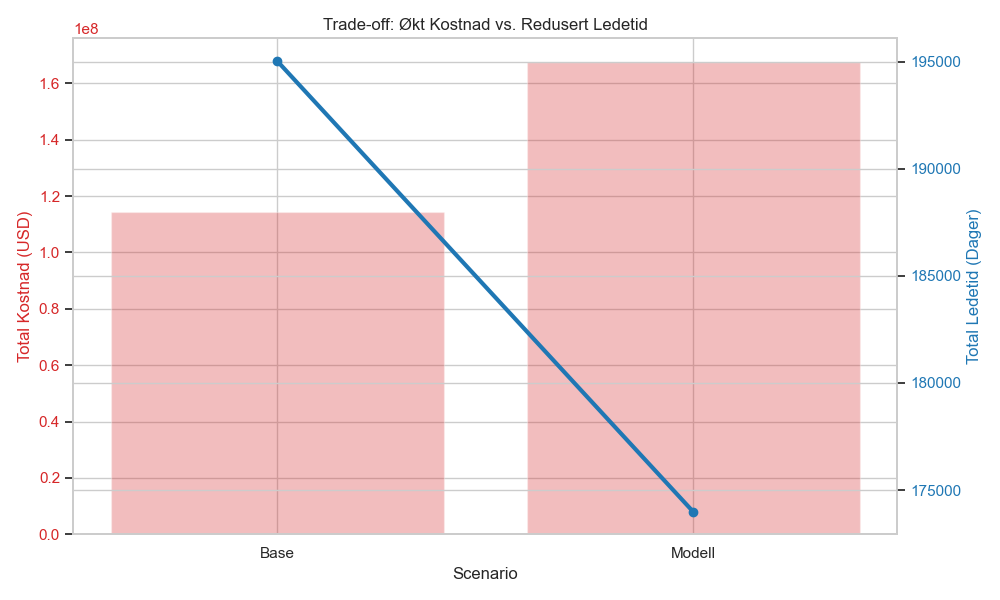 Trade-off: Økt Kostnad vs. Redusert Ledetid
1e8
1.6
1.4
1.2
1.0
0.8
0.6
0.4
0.2
0.0
Total Kostnad (USD)
195000
190000
185000
180000
175000
Total Ledetid (Dager)
Base
Modell
Scenario